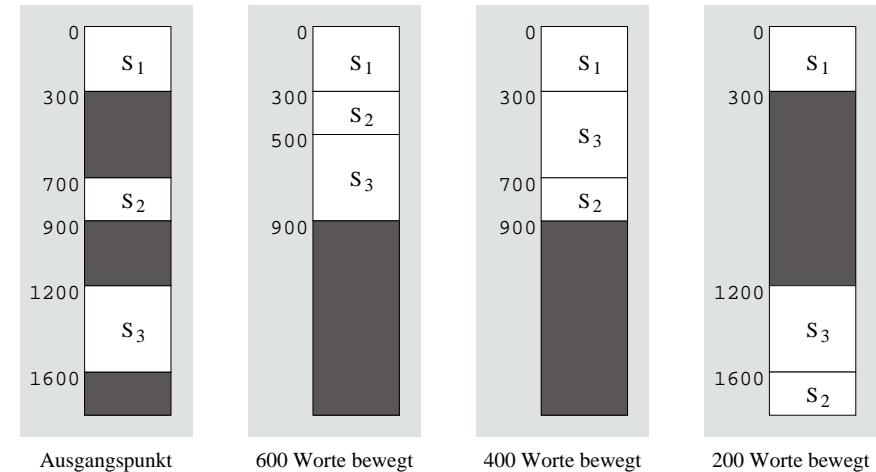 0
S1
300
700
S2
900
1200
S3
1600
Ausgangspunkt
0
S1
300
S2
500
S3
900
600 Worte bewegt
0
S1
300
S3
700
S2
900
400 Worte bewegt
0
S1
300
1200
S3
1600
S2
200 Worte bewegt